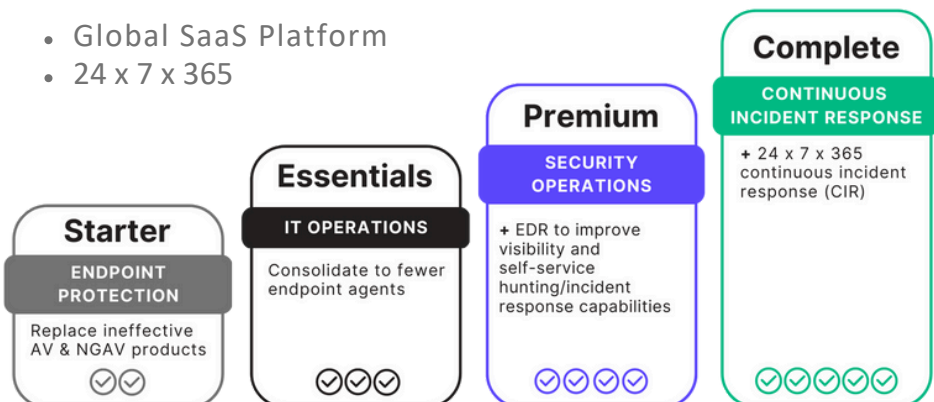 • Global SaaS Platform
• 24 x 7 x 365
Starter
ENDPOINT
PROTECTION
Replace ineffective
AV & NGAV products
Essentials
IT OPERATIONS
Consolidate to fewer
endpoint agents
Premium
SECURITY
OPERATIONS
+ EDR to improve
visibility and
self-service
hunting/incident
response capabilities
Complete
CONTINUOUS
INCIDENT RESPONSE
+ 24 x 7 x 365
continuous incident
response (CIR)